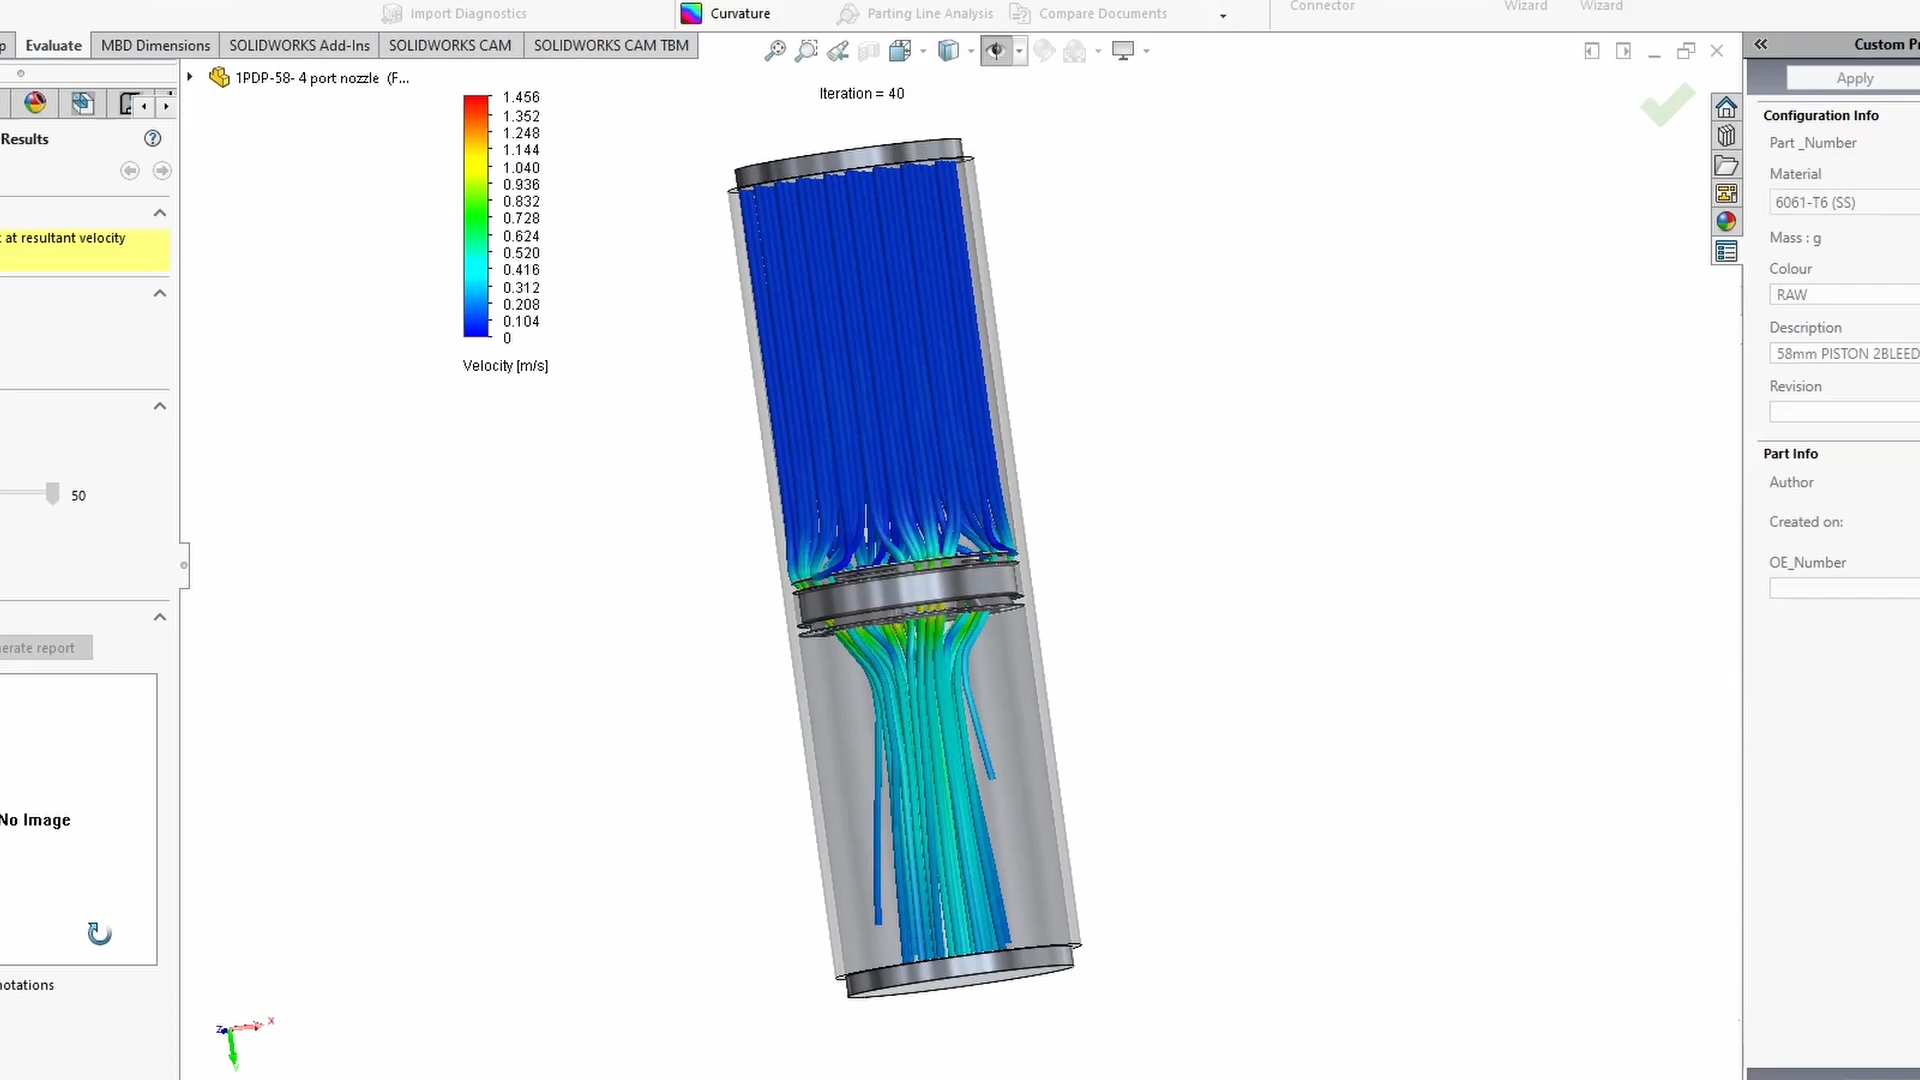 Import Diagnostics
Curvature
Parting Line Analysis
Compare Documents
Connector
Wizard
Wizard
p
Evaluate
MBD Dimensions
SOLIDWORKS Add-Ins
SOLIDWORKS CAM
SOLIDWORKS CAM TBM
1PDP-58- 4 port nozzle (F...
Results
at resultant velocity
50
erate report
No Image
notations
1.456
1.352
1.248
1.144
1.040
0.936
0.832
0.728
0.624
0.520
0.416
0.312
0.208
0.104
0
Velocity [m/s]
Iteration = 40
Z
X
Custom Pr
Apply
Configuration Info
Part _Number
Material
6061-T6 (SS)
Mass : g
Colour
RAW
Description
58mm PISTON 2BLEED
Revision
Part Info
Author
Created on:
OE_Number